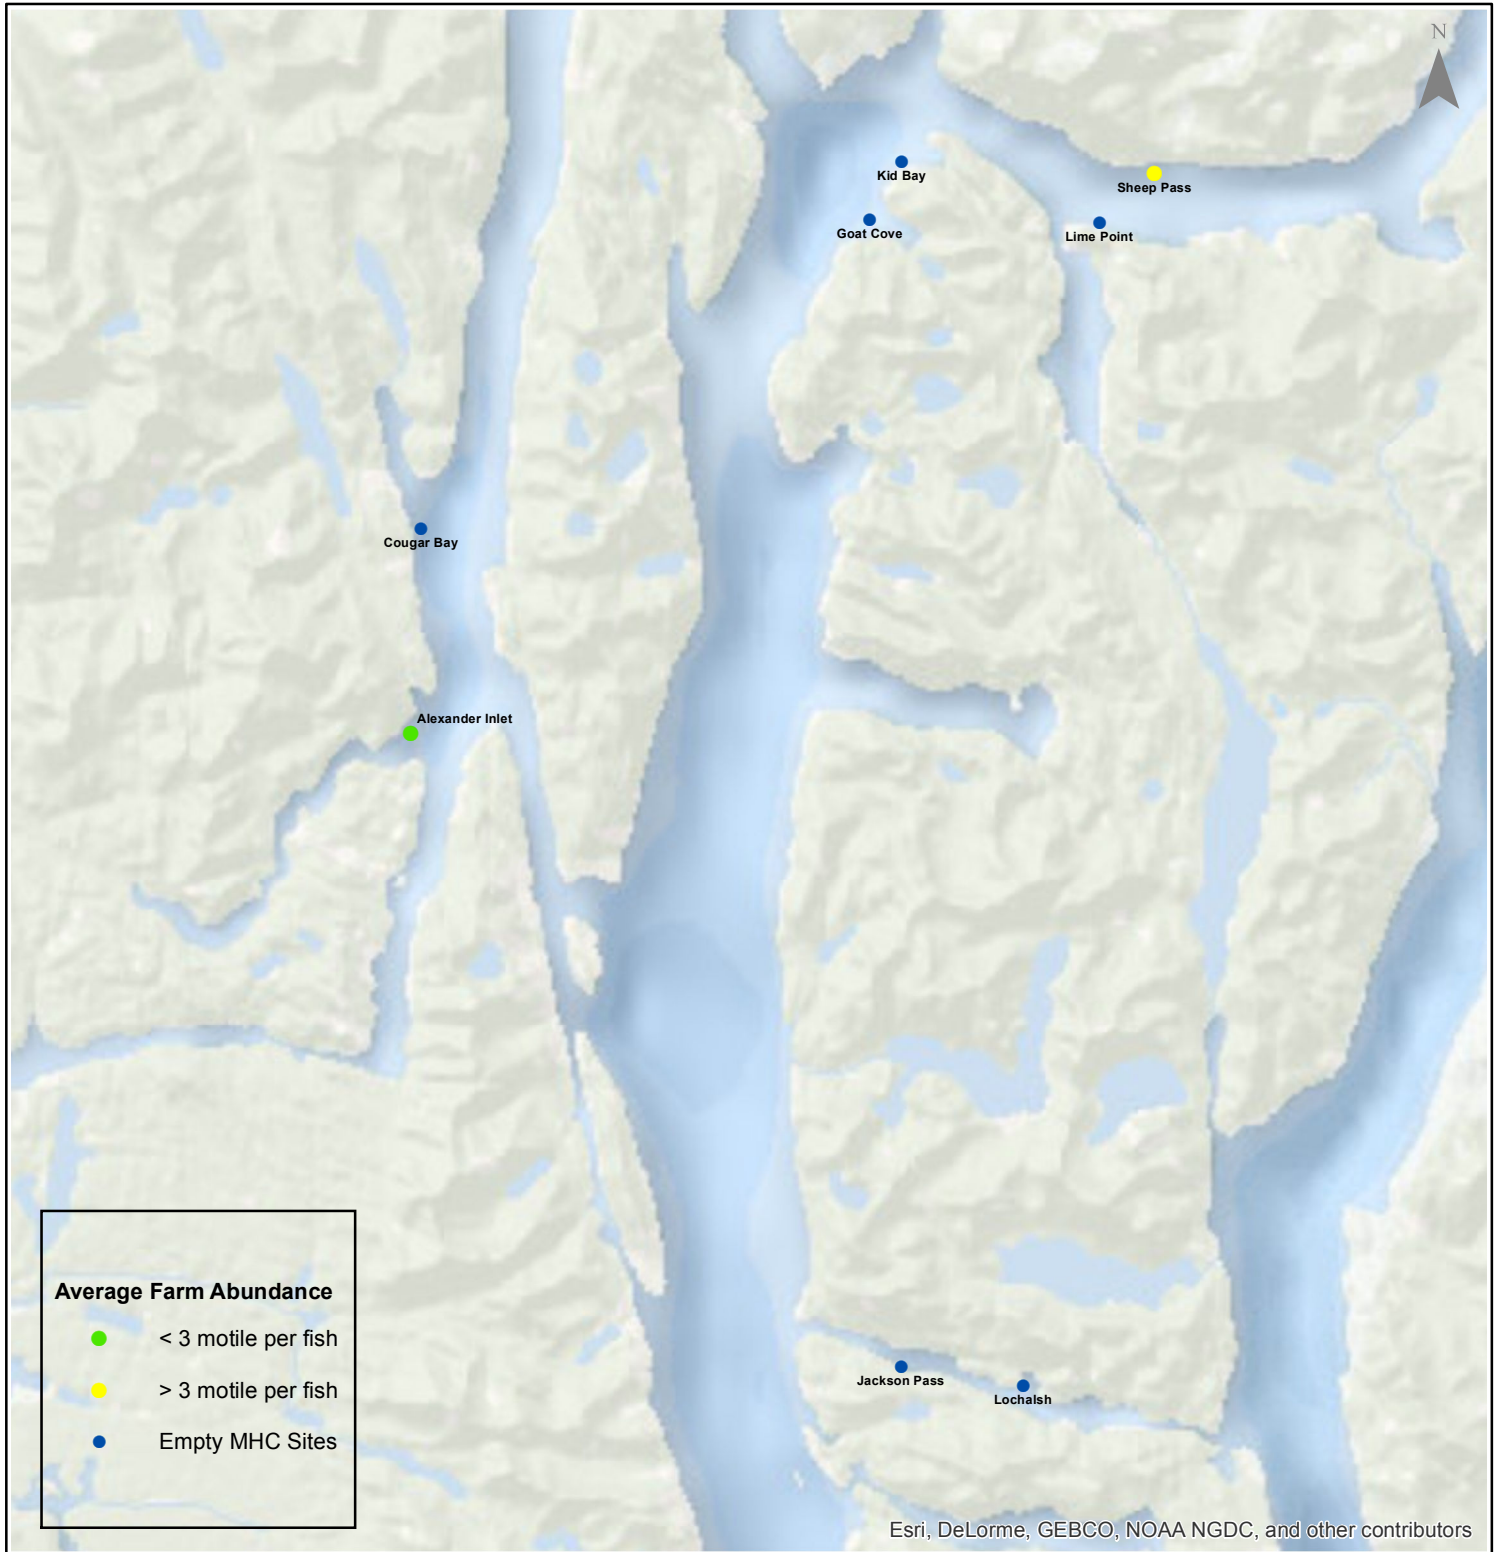 N
Kid Bay
Sheep Pass
Goat Cove
Lime Point
Cougar Bay
Alexander Inlet
Average Farm Abundance
< 3 motile per fish
> 3 motile per fish
Empty MHC Sites
Jackson Pass
Lochalsh
Esri, DeLorme, GEBCO, NOAA NGDC, and other contributors